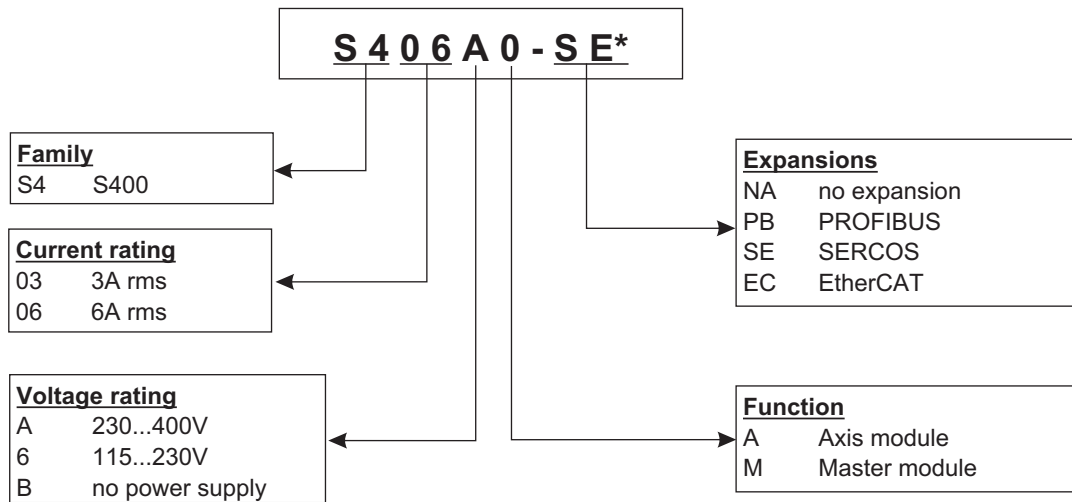 S406A0-SE*
Family
S4 S400
Current rating
03 3A rms
06 6A rms
Voltage rating
A 230...400V
6 115...230V
B no power supply
Expansions
NA no expansion
PB PROFIBUS
SE SERCOS
EC EtherCAT
Function
A Axis module
M Master module